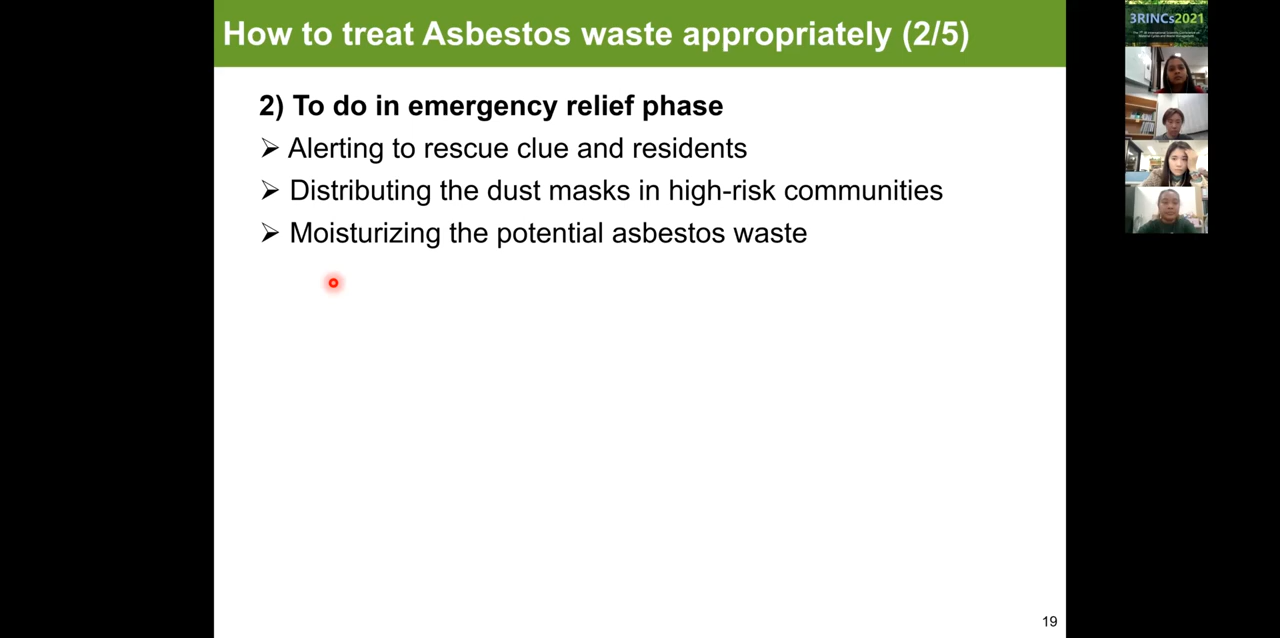 How to treat Asbestos waste appropriately (2/5)
2) To do in emergency relief phase
➢ Alerting to rescue clue and residents
➢ Distributing the dust masks in high-risk communities
➢ Moisturizing the potential asbestos waste
19
3RINCs2021